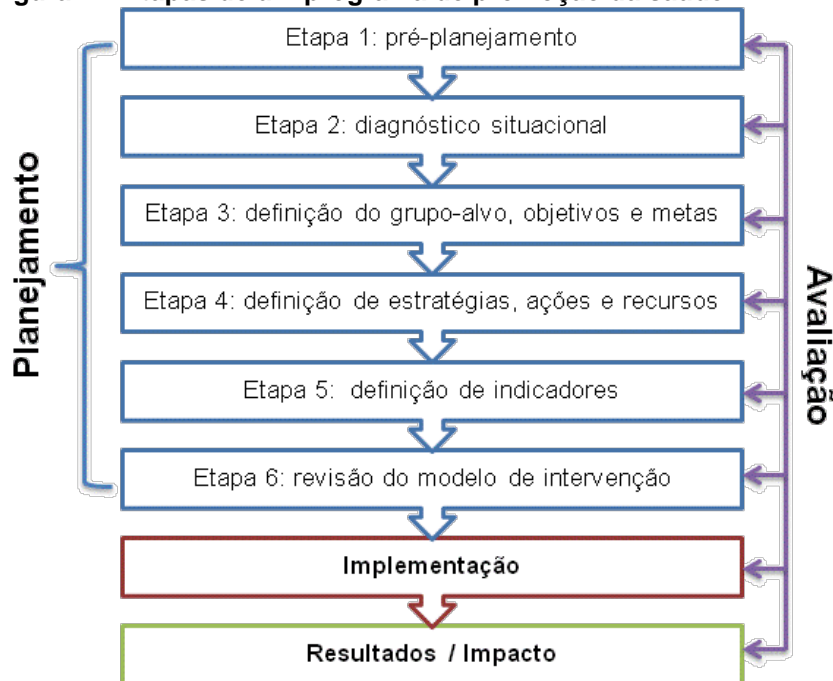 Etapa 1: pré-planejamento
Etapa 2: diagnóstico situacional
Etapa 3: definição do grupo-alvo, objetivos e metas
Etapa 4: definição de estratégias, ações e recursos
Etapa 5: definição de indicadores
Etapa 6: revisão do modelo de intervenção
Implementação
Resultados / Impacto
Planejamento
Avaliação